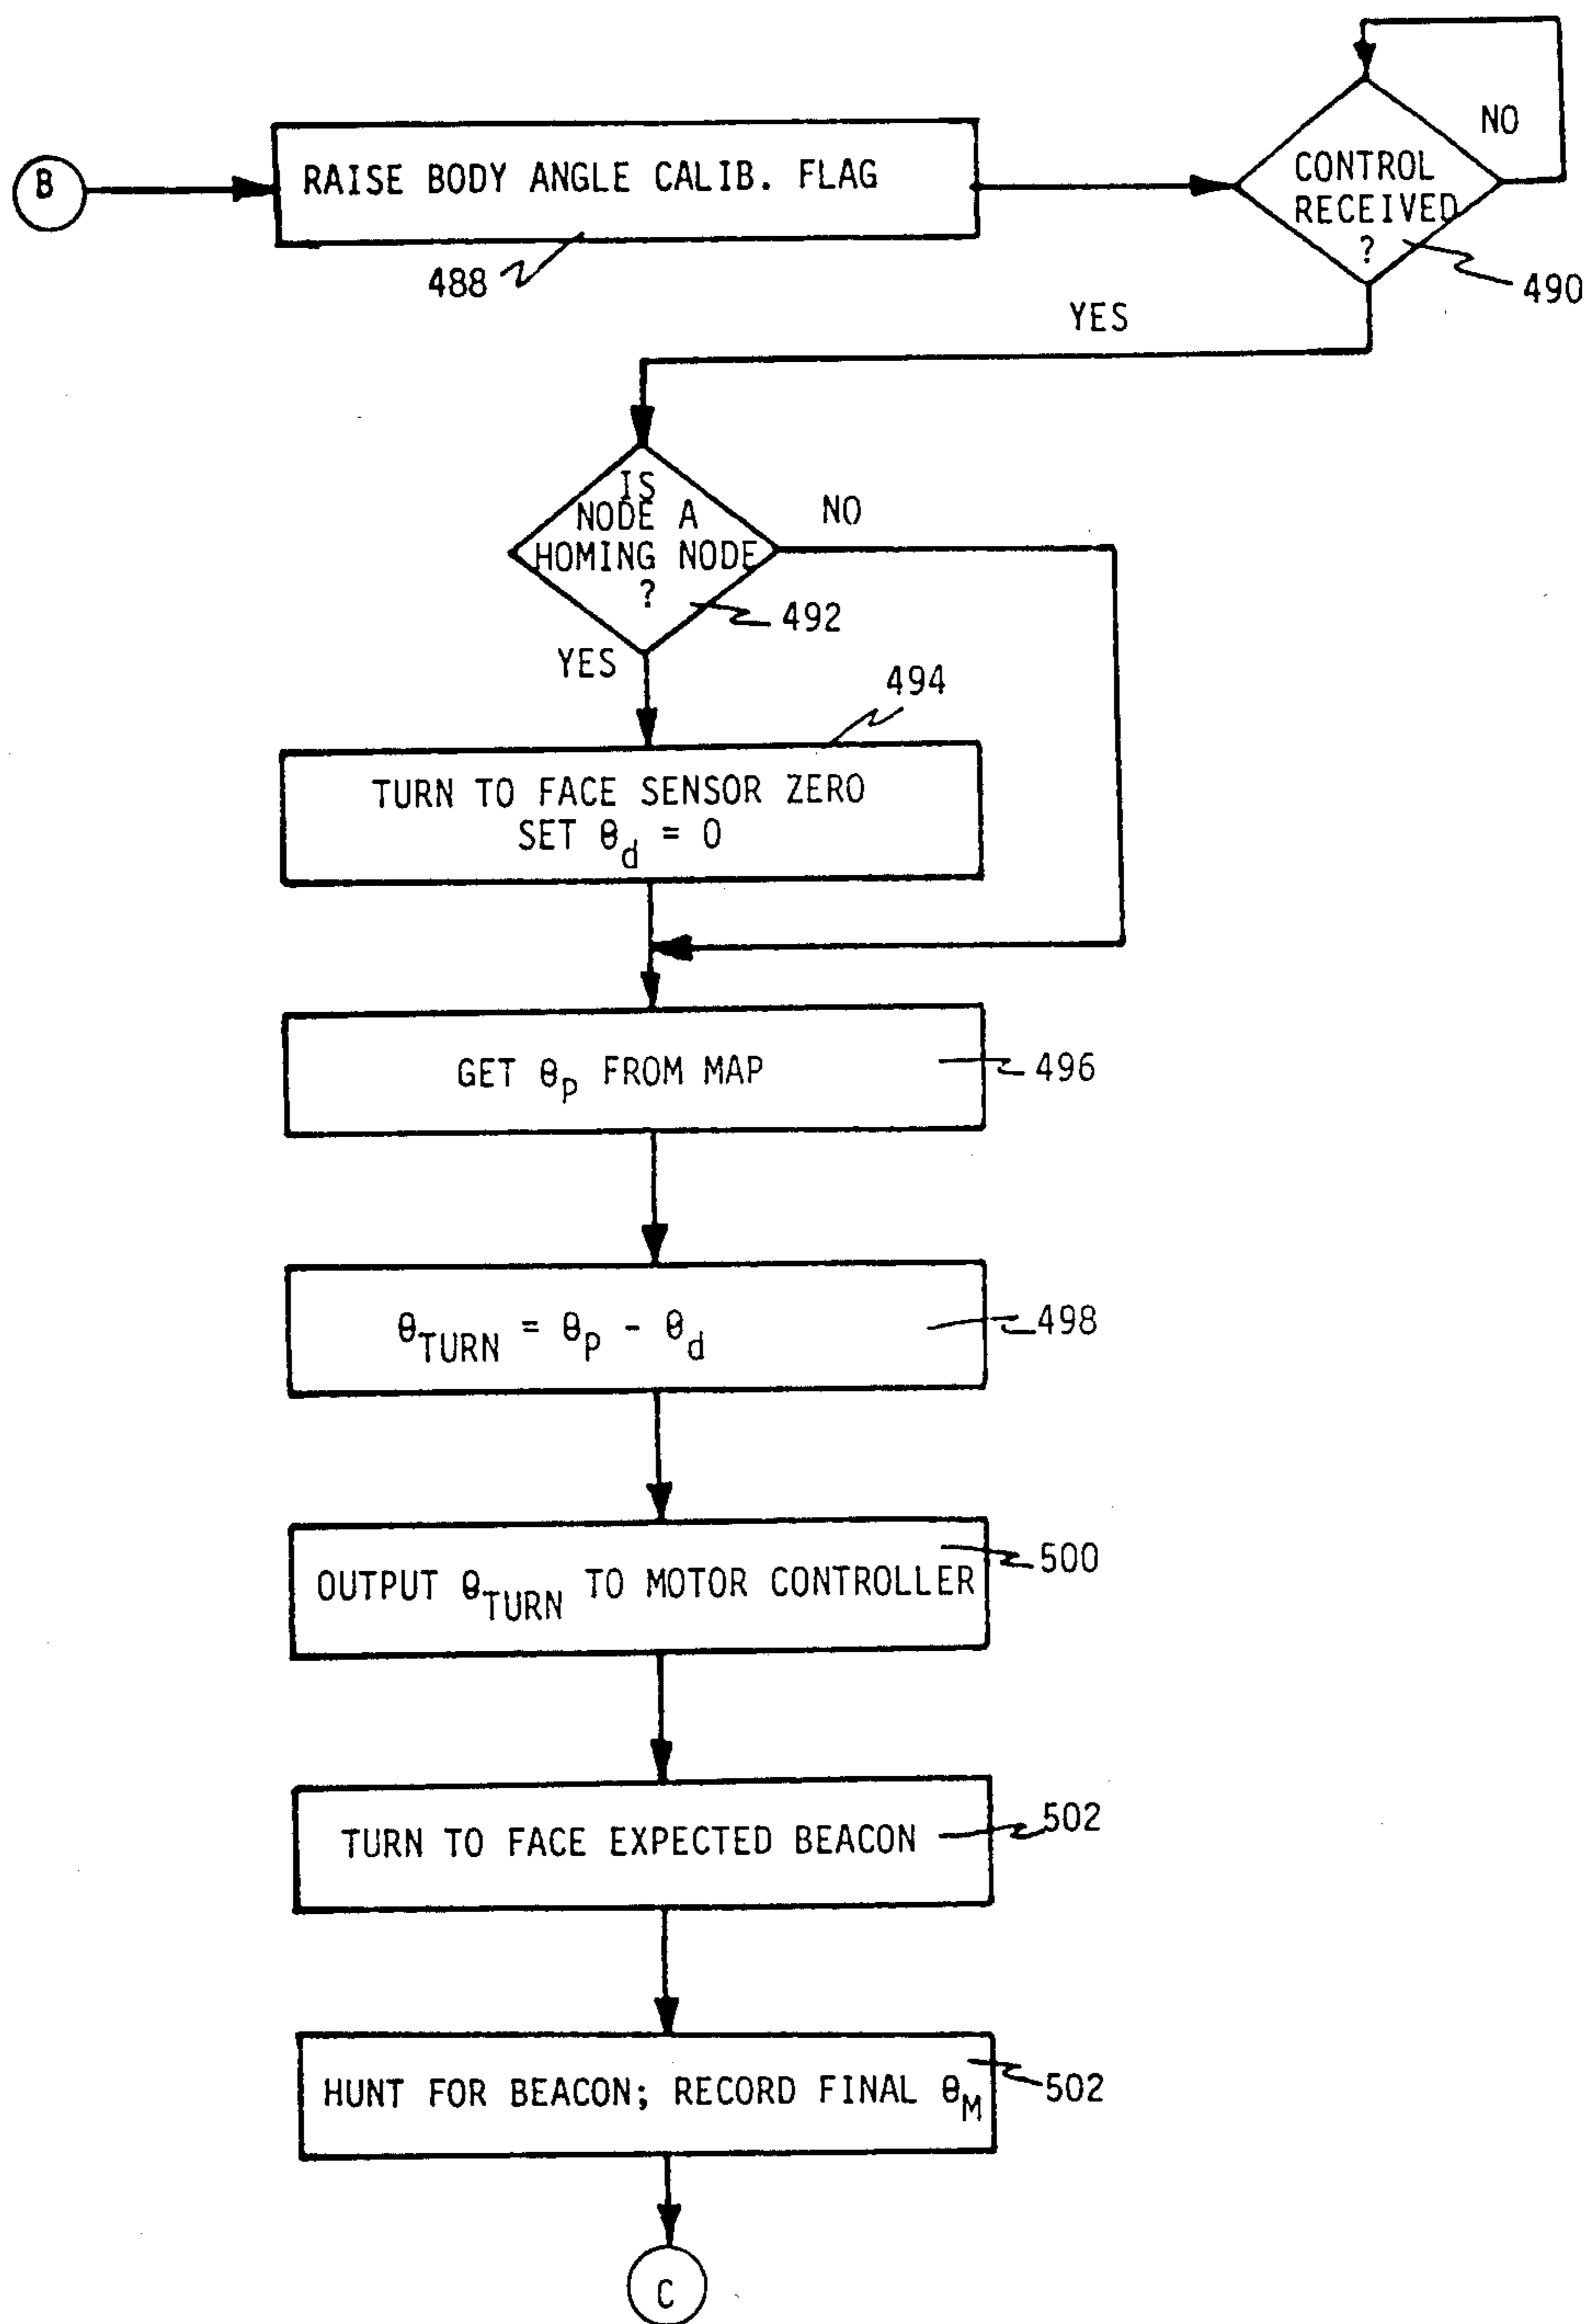 B
RAISE BODY ANGLE CALIB. FLAG
488
NO
CONTROL
RECEIVED
?
490
YES
IS
NODE A
HOMING NODE
?
NO
492
YES
494
TURN TO FACE SENSOR ZERO
SET θd = 0
GET θp FROM MAP
496
θTURN = θp - θd
498
OUTPUT θTURN TO MOTOR CONTROLLER
500
TURN TO FACE EXPECTED BEACON
502
HUNT FOR BEACON; RECORD FINAL θM
502
C